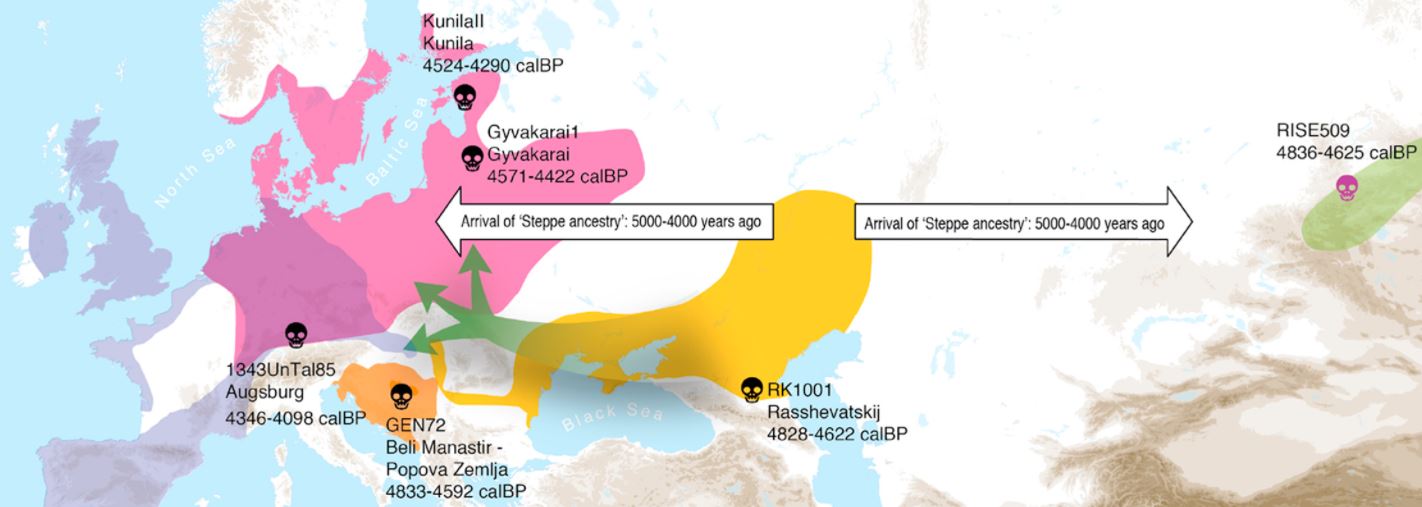 KunilaII
Kunila
4524-4290 calBP
North Sea
Baltic Sea
Gyvakarai1
Gyvakarai
4571-4422 calBP
RISE509
4836-4625 calBP
Arrival of ‘Steppe ancestry’: 5000-4000 years ago
Arrival of ‘Steppe ancestry’: 5000-4000 years ago
1343UnTal85
Augsburg
4346-4098 calBP
GEN72
Beli Manastir -
Popova Zemlja
4833-4592 calBP
Black Sea
RK1001
Rasshevatskij
4828-4622 calBP